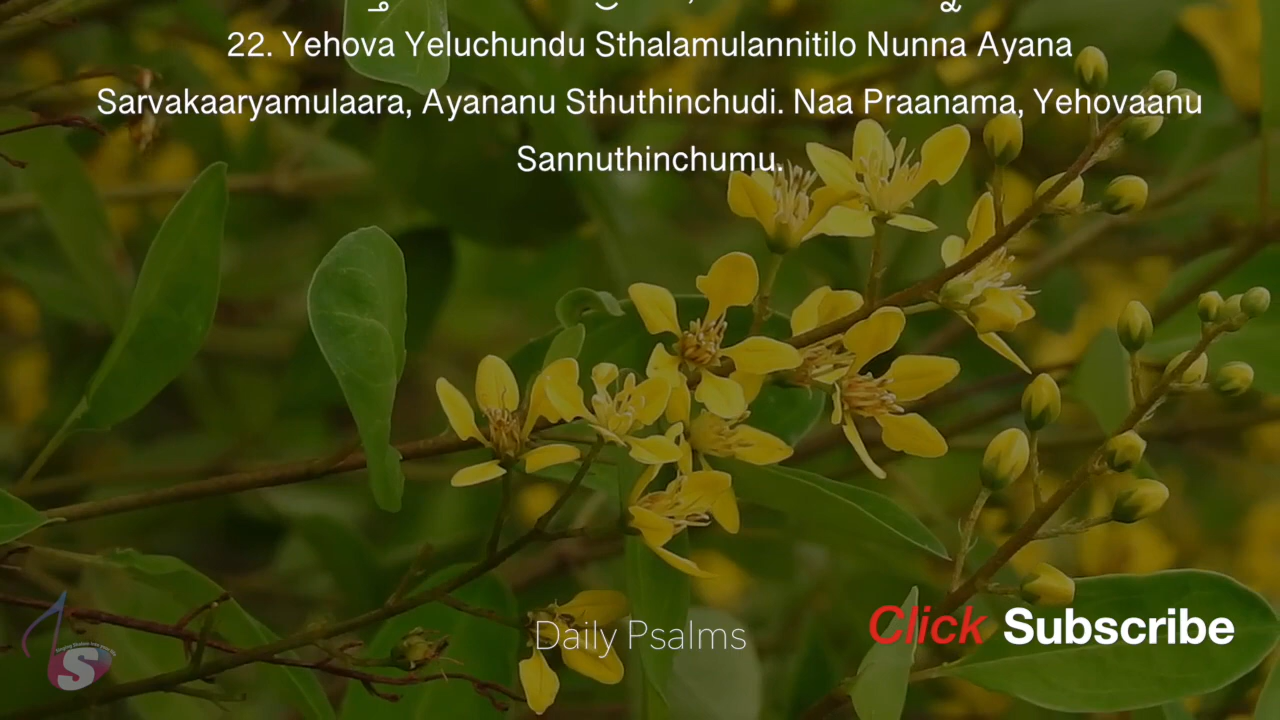 22. Yehova Yeluchundu Sthalamulannitilo Nunna Ayana
Sarvakaaryamulaara, Ayananu Sthuthinchudi. Naa Praanama, Yehovaanu
Sannuthinchumu.
Daily Psalms
Click Subscribe
S